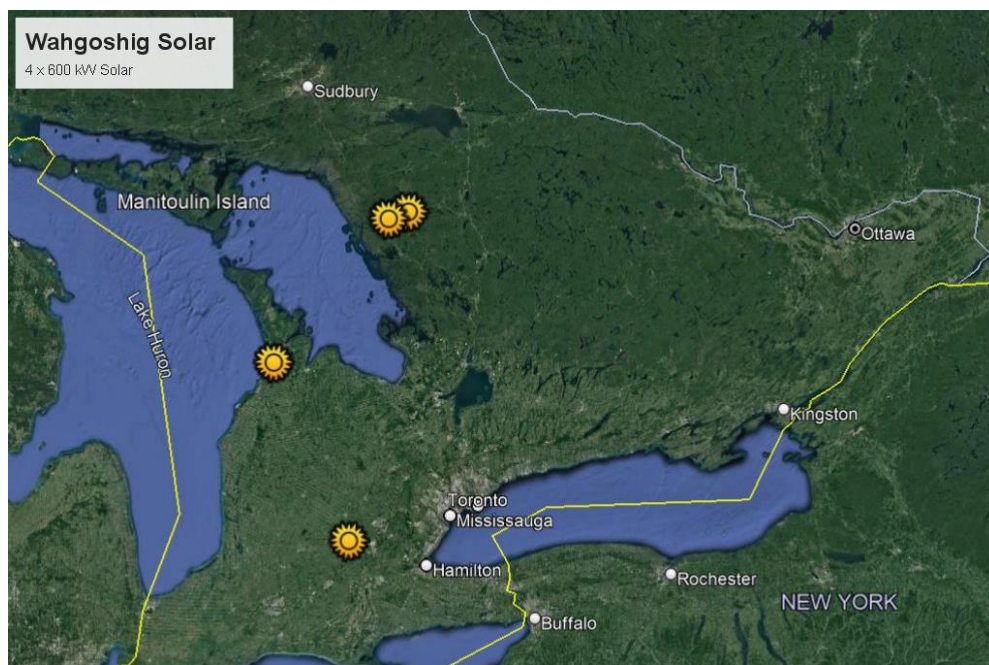 Wahgoshig Solar
4 x 600 kW Solar
Sudbury
Manitoulin Island
Ottawa
Lake Huron
Kingston
Toronto
Mississauga
Hamilton
Rochester
NEW YORK
Buffalo